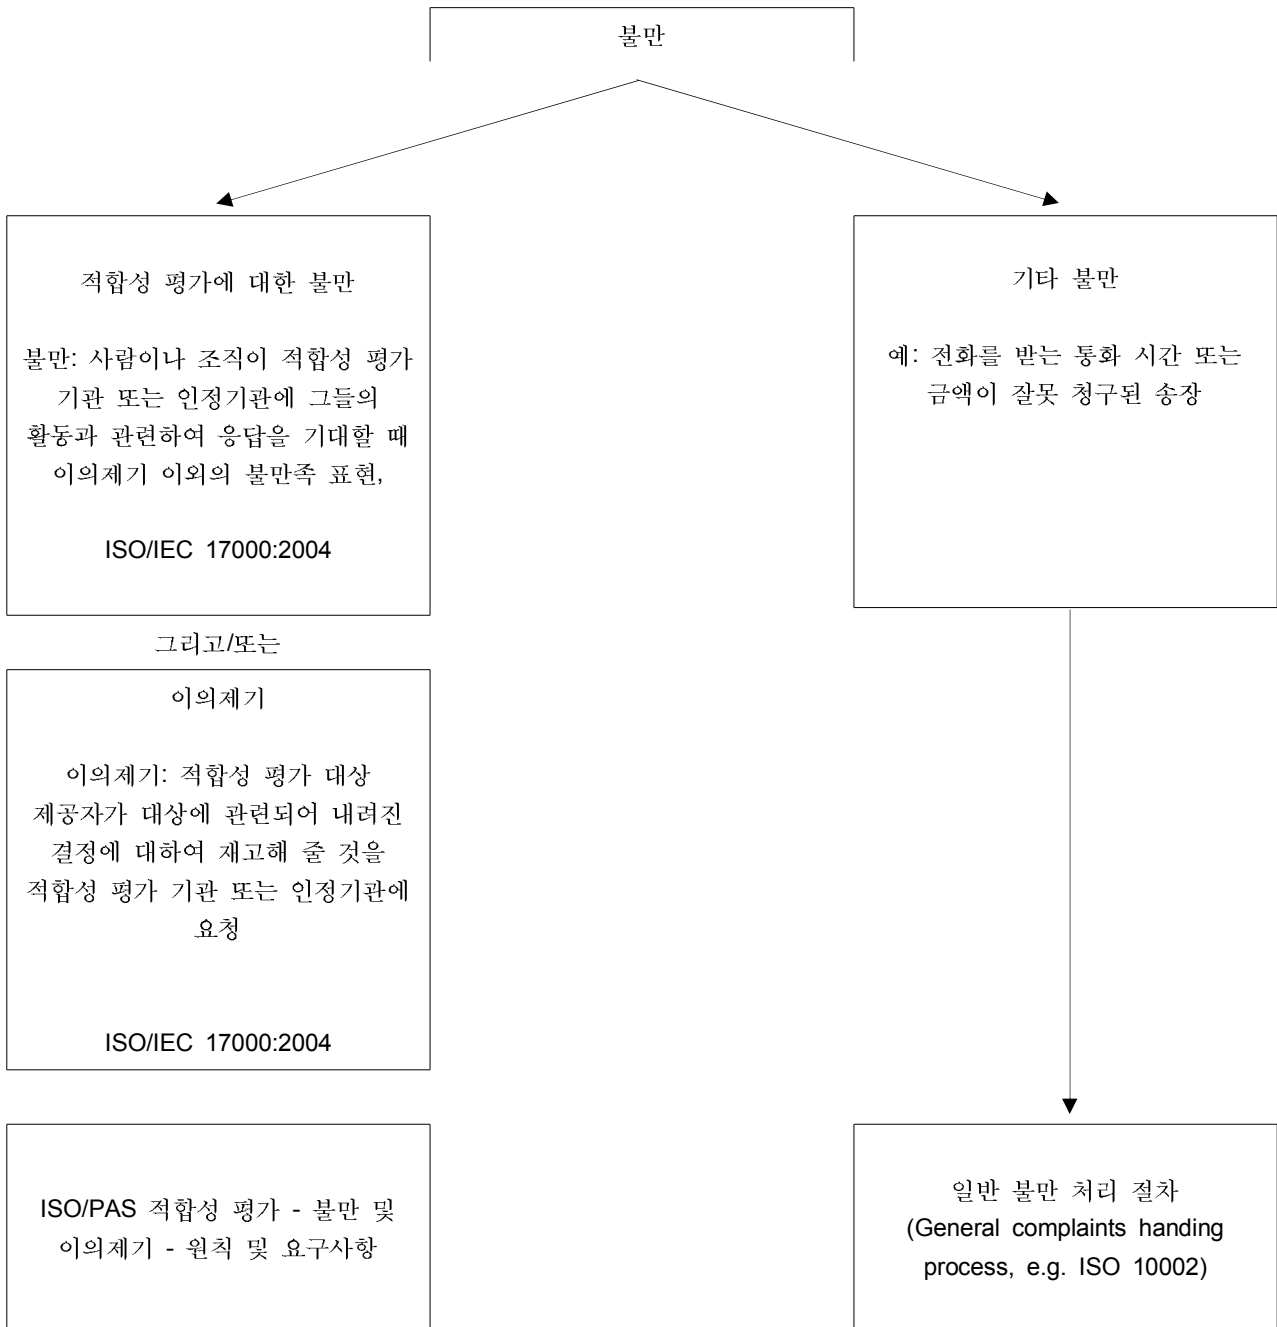 불만
적합성 평가에 대한 불만
불만: 사람이나 조직이 적합성 평가
기관 또는 인정기관에 그들의
활동과 관련하여 응답을 기대할 때
이의제기 이외의 불만족 표현,
ISO/IEC 17000:2004
그리고/또는
이의제기
이의제기: 적합성 평가 대상
제공자가 대상에 관련되어 내려진
결정에 대하여 재고해 줄 것을
적합성 평가 기관 또는 인정기관에
요청
ISO/IEC 17000:2004
ISO/PAS 적합성 평가 - 불만 및
이의제기 - 원칙 및 요구사항
기타 불만
예: 전화를 받는 통화 시간 또는
금액이 잘못 청구된 송장
일반 불만 처리 절차
(General complaints handing
process, e.g. ISO 10002)